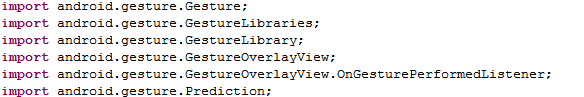 import android.gesture.Gesture;
import android.gesture.GestureLibraries;
import android.gesture.GestureLibrary;
import android.gesture.GestureOverlayView;
import android.gesture.GestureOverlayView.OnGesturePerformedListener;
import android.gesture.Prediction;